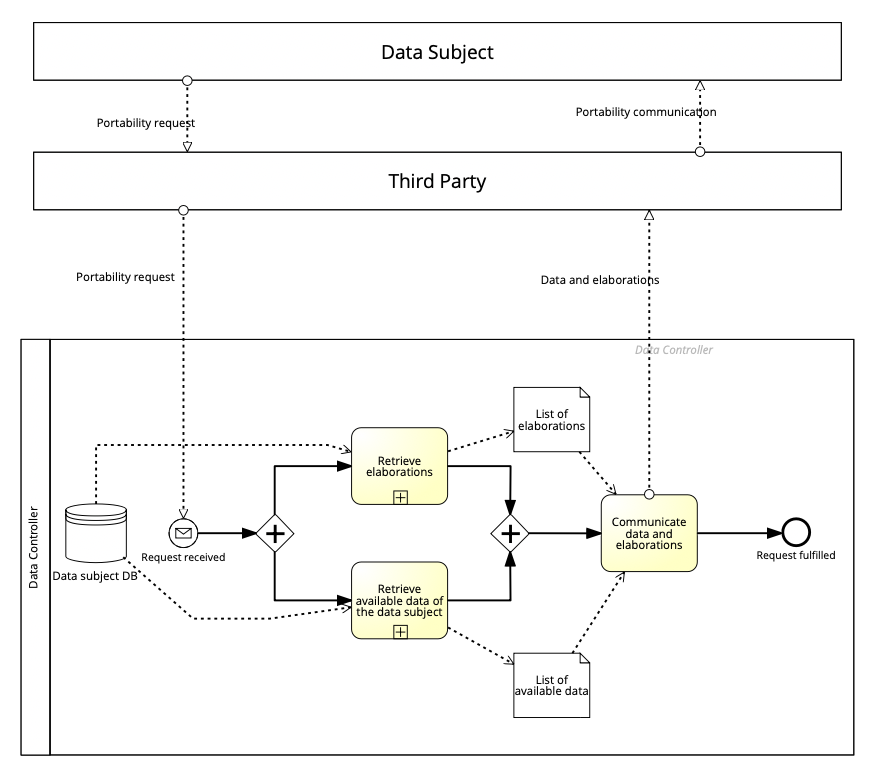 Data Subject
Portability request
Portability communication
Third Party
Portability request
Data and elaborations
Data Controller
Data Controller
List of
elaborations
Retrieve
elaborations
Data subject DB
Request received
Communicate
data and
elaborations
Request fulfilled
Retrieve
available data of
the data subject
List of
available data